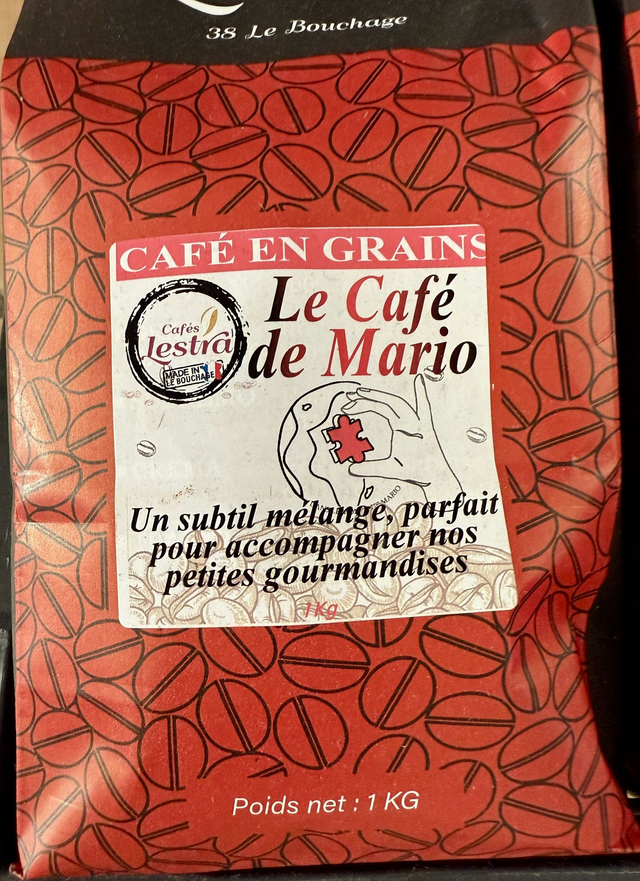 38 Le Bouchage
CAFÉ EN GRAINS
Cafés
Lestra
MADE IN
LE BOUCHAGE
Le Café
de Mario
MARIO
Un subtil mélange, parfait
pour accompagner nos
petites gourmandises
1Kg
Poids net : 1 KG